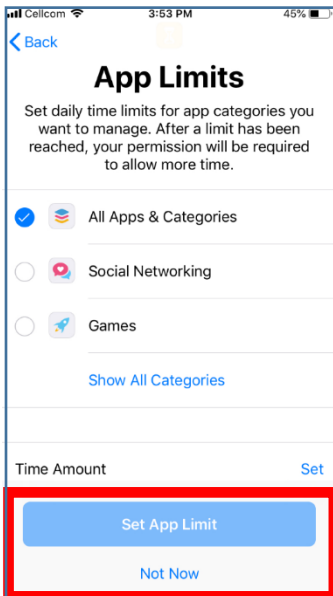 Cellcom 3:53 PM 45%
Back
App Limits
Set daily time limits for app categories you
want to manage. After a limit has been
reached, your permission will be required
to allow more time.
All Apps & Categories
Social Networking
Games
Show All Categories
Time Amount Set
Set App Limit
Not Now